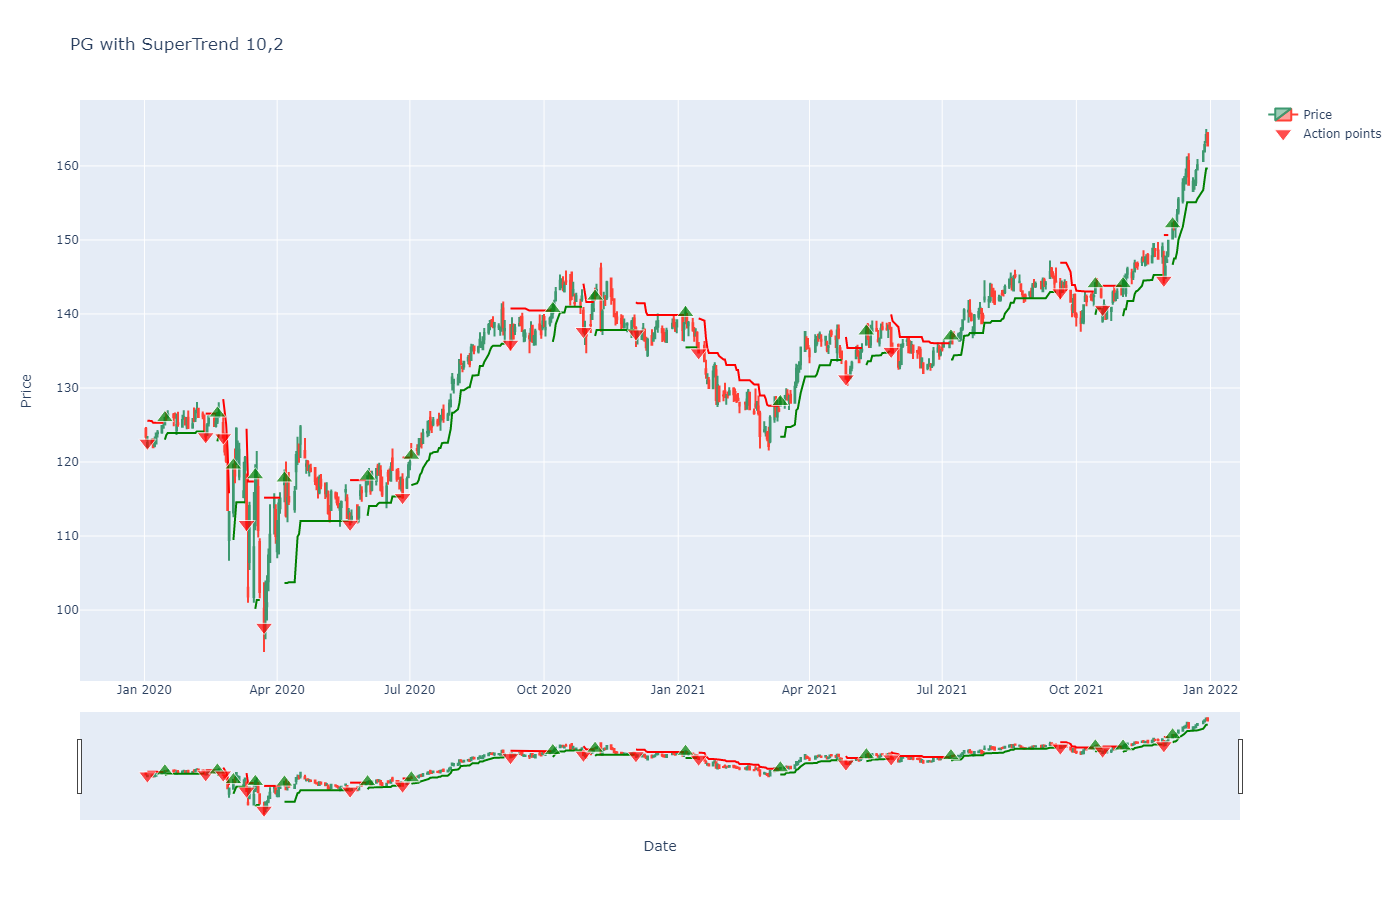 PG with SuperTrend 10,2
Price
Action points
160
150
140
130
120
110
100
Price
Jan 2020
Apr 2020
Jul 2020
Oct 2020
Jan 2021
Apr 2021
Jul 2021
Oct 2021
Jan 2022
Date